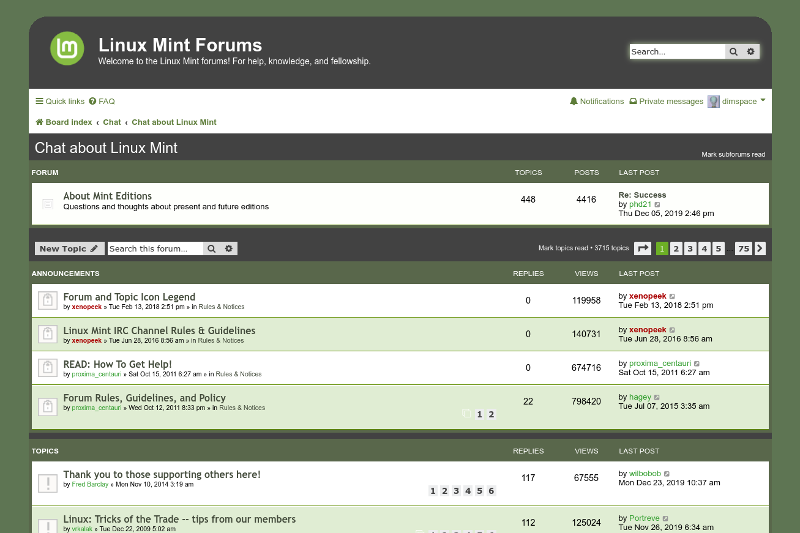 Linux Mint Forums
Welcome to the Linux Mint forums! For help, knowledge, and fellowship.
Search...
Quick links FAQ
Notifications Private messages dimspace
Board index ‹ Chat ‹ Chat about Linux Mint
Chat about Linux Mint
Mark subforums read
FORUM TOPICS POSTS LAST POST
About Mint Editions
Questions and thoughts about present and future editions
448 4416
Re: Success
by phd21
Thu Dec 05, 2019 2:46 pm
New Topic Search this forum...
Mark topics read • 3715 topics 1 2 3 4 5 ... 75
ANNOUNCEMENTS REPLIES VIEWS LAST POST
Forum and Topic Icon Legend
by xenopeek » Tue Feb 13, 2018 2:51 pm » in Rules & Notices
0 119958
by xenopeek
Tue Feb 13, 2018 2:51 pm
Linux Mint IRC Channel Rules & Guidelines
by xenopeek » Tue Jun 28, 2016 8:56 am » in Rules & Notices
0 140731
by xenopeek
Tue Jun 28, 2016 8:56 am
READ: How To Get Help!
by proxima_centauri » Sat Oct 15, 2011 6:27 am » in Rules & Notices
0 674716
by proxima_centauri
Sat Oct 15, 2011 6:27 am
Forum Rules, Guidelines, and Policy
by proxima_centauri » Wed Oct 12, 2011 8:33 pm » in Rules & Notices
1 2
22 798420
by hagey
Tue Jul 07, 2015 3:35 am
TOPICS REPLIES VIEWS LAST POST
Thank you to those supporting others here!
by Fred Barclay » Mon Nov 10, 2014 3:19 am
1 2 3 4 5 6
117 67555
by wilbobob
Mon Dec 23, 2019 10:37 am
Linux: Tricks of the Trade -- tips from our members
by vrkalak » Tue Dec 22, 2009 5:02 am
112 125024
by Portreve
Tue Nov 26, 2019 6:34 am